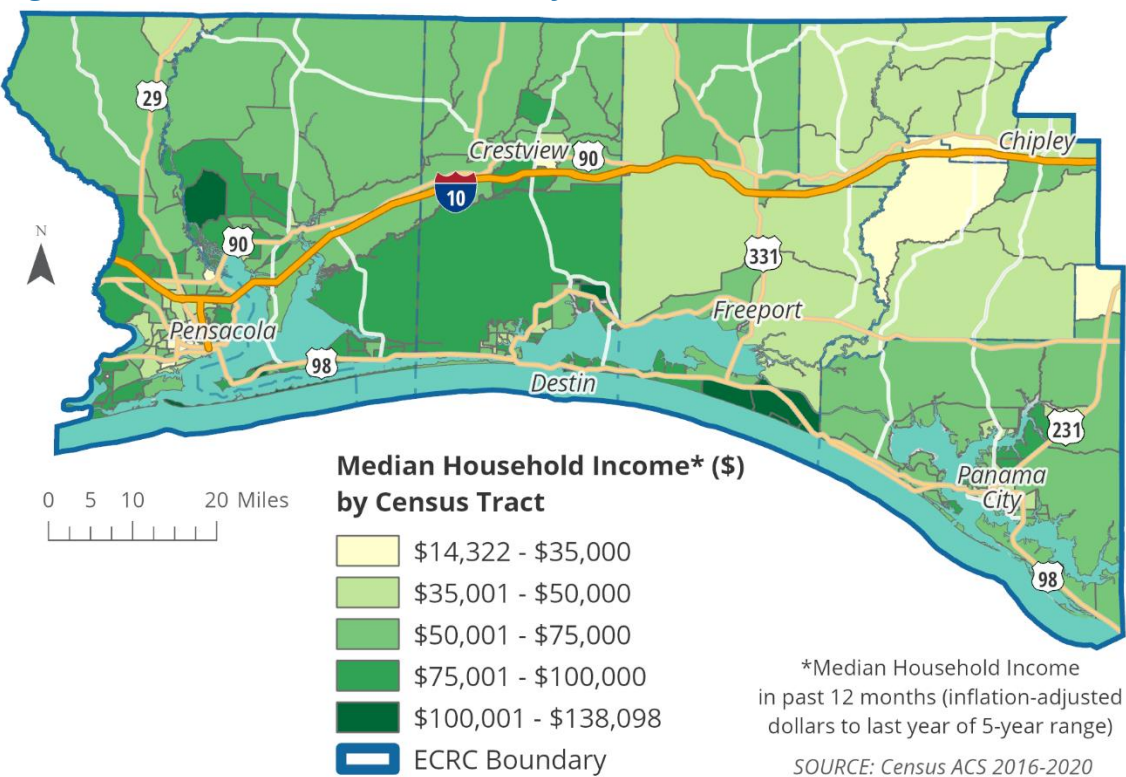 29
Crestview
90
Chipley
10
N
90
331
Pensacola
Freeport
98
Destin
231
Panama
City
98
Median Household Income* ($)
by Census Tract
0 5 10 20 Miles
$14,322 - $35,000
$35,001 - $50,000
$50,001 - $75,000
$75,001 - $100,000
$100,001 - $138,098
ECRC Boundary
*Median Household Income
in past 12 months (inflation-adjusted
dollars to last year of 5-year range)
SOURCE: Census ACS 2016-2020